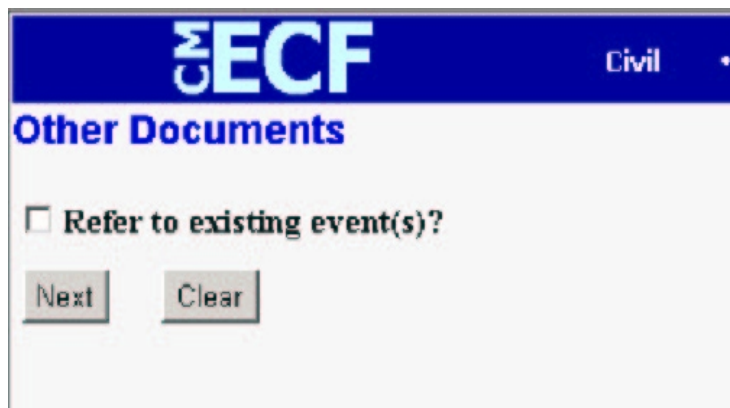 CM ECF Civil •
Other Documents
Refer to existing event(s)?
Next Clear